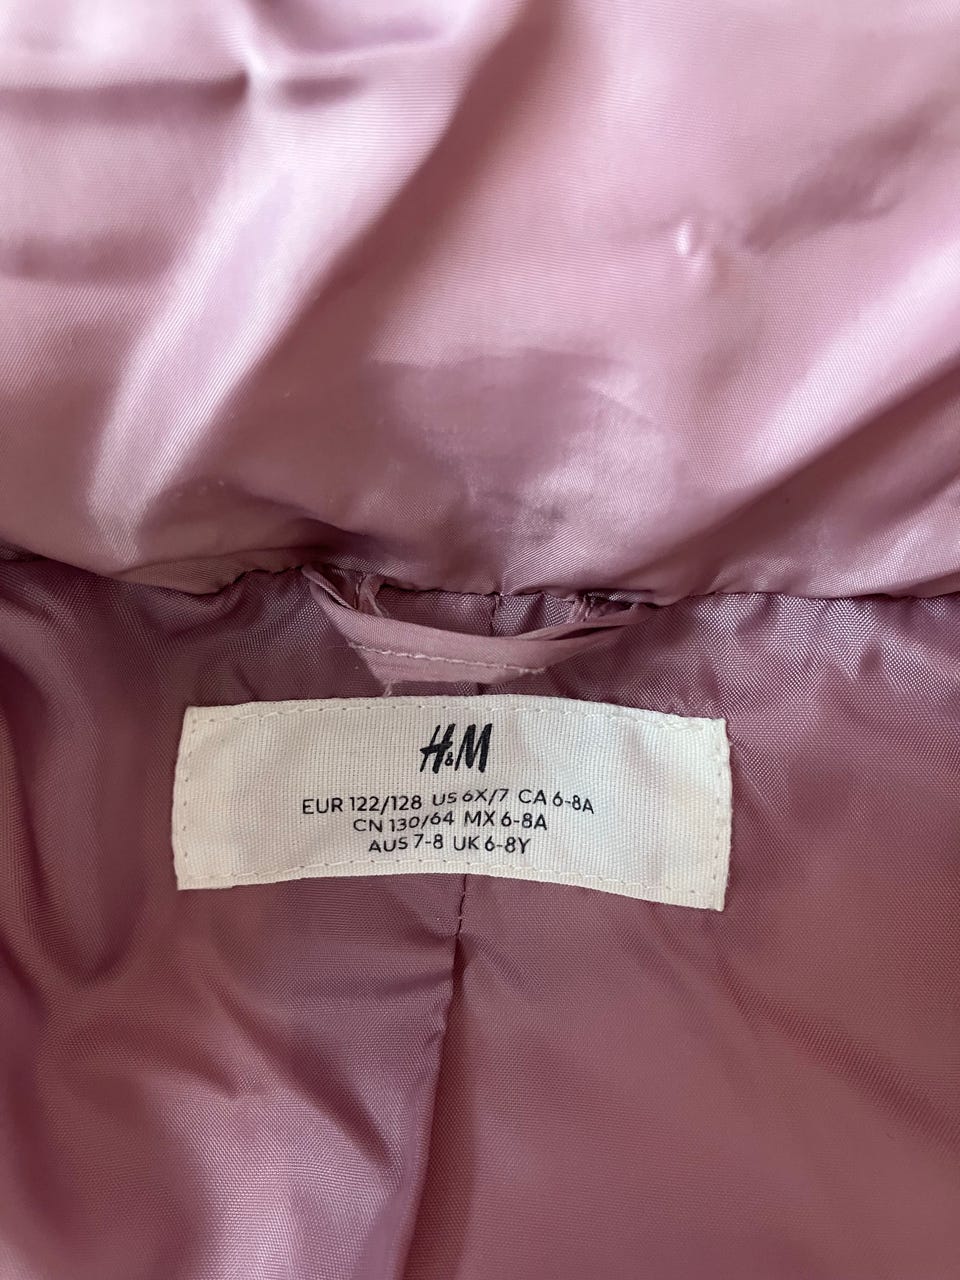 H&M
EUR 122/128 US 6X/7 CA 6-8A
CN 130/64 MX 6-8A
AUS 7-8 UK 6-8Y